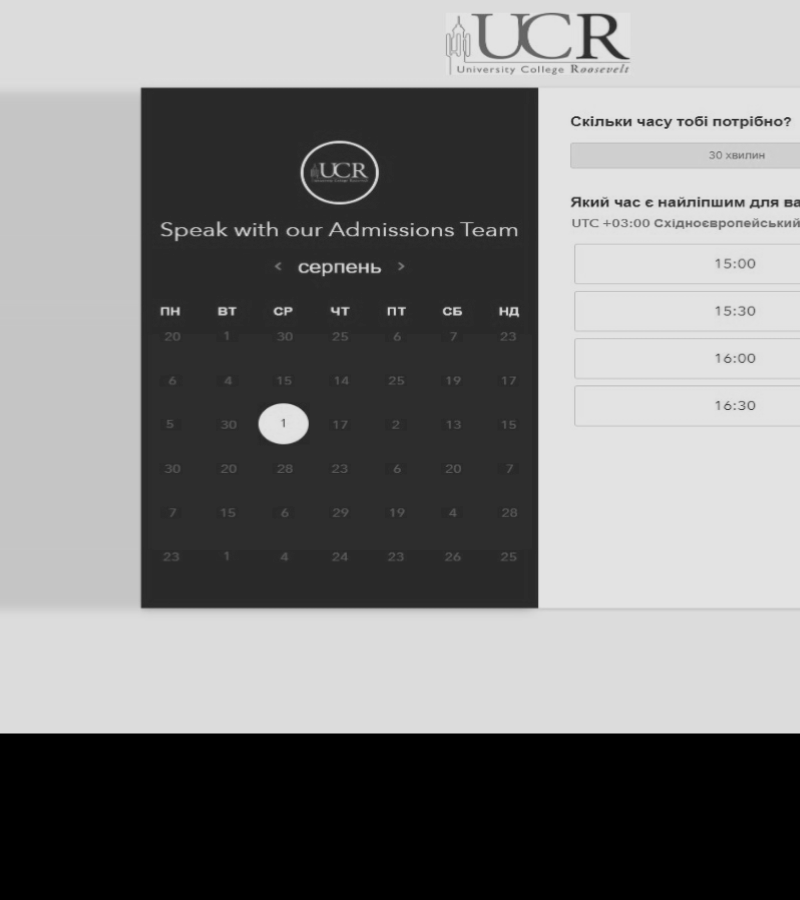 UCR
University College Roosevelt
UCR
Speak with our Admissions Team
‹ серпень ›
ПН ВТ СР ЧТ ПТ СБ НД
20 1 30 25 6 7 23
6 4 15 14 25 19 17
5 30 1 17 2 13 15
30 20 28 23 6 20 7
7 15 6 29 19 4 28
23 1 4 24 23 26 25
Скільки часу тобі потрібно?
30 хвилин
Який час є найліпшим для ва
UTC +03:00 Східноєвропейський
15:00
15:30
16:00
16:30